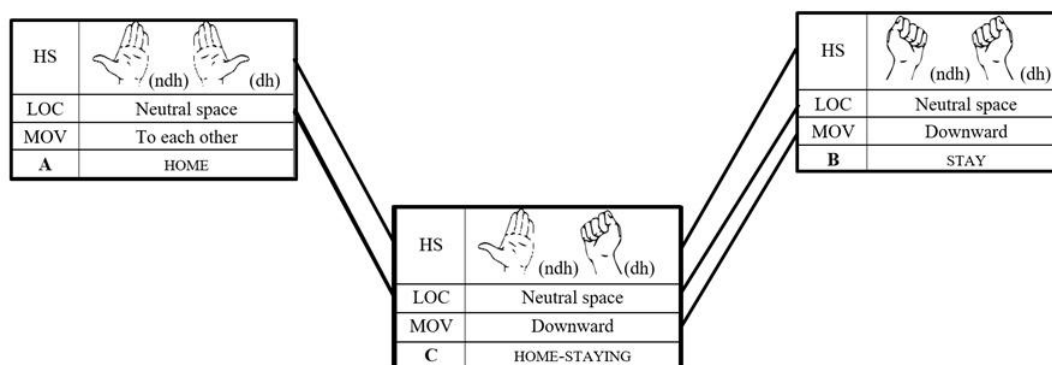 HS (ndh) (dh)
LOC Neutral space
MOV To each other
A HOME
HS (ndh) (dh)
LOC Neutral space
MOV Downward
B STAY
HS (ndh) (dh)
LOC Neutral space
MOV Downward
C HOME-STAYING